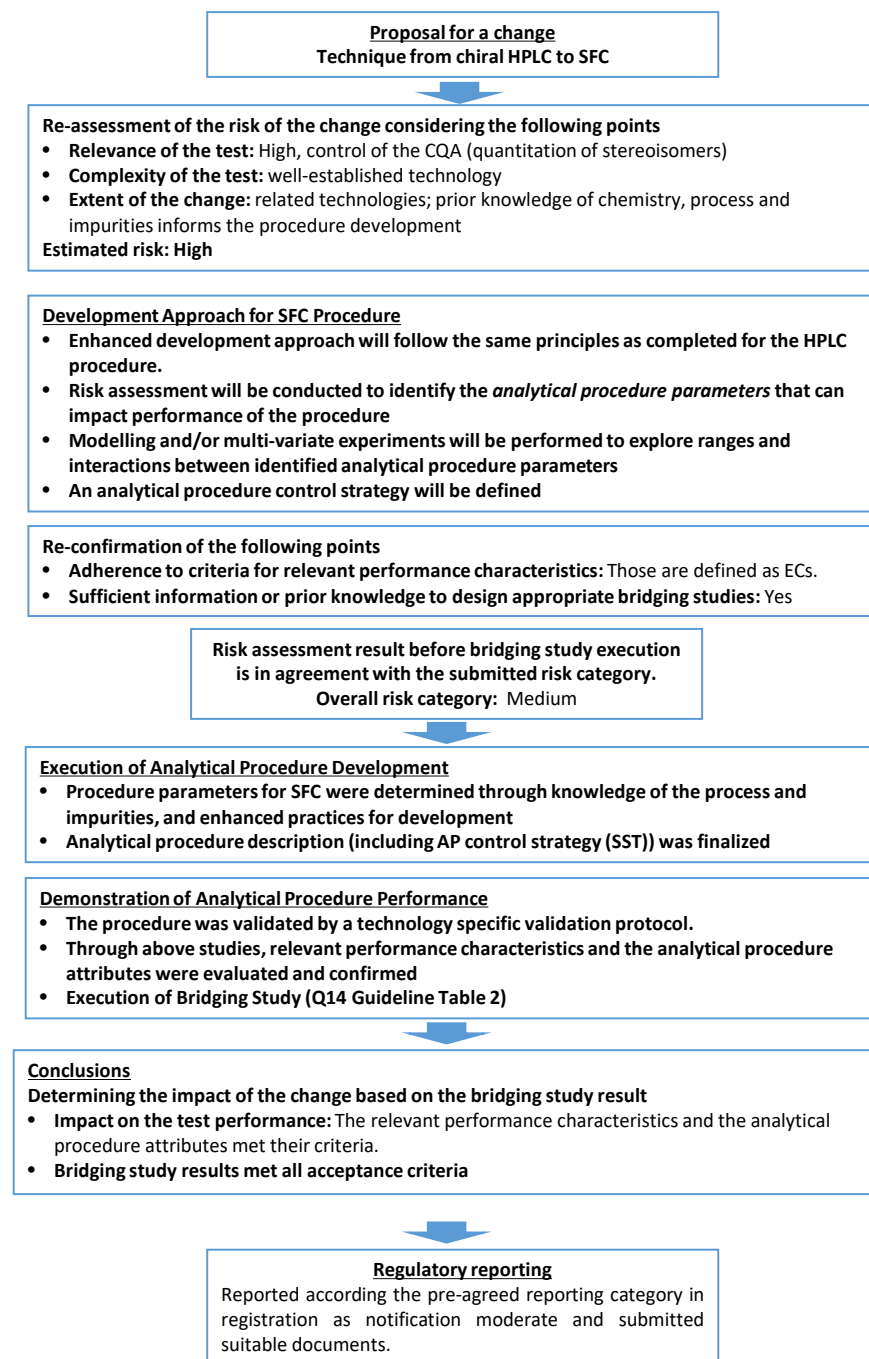 Proposal for a change
Technique from chiral HPLC to SFC
Re-assessment of the risk of the change considering the following points
• Relevance of the test: High, control of the CQA (quantitation of stereoisomers)
• Complexity of the test: well-established technology
• Extent of the change: related technologies; prior knowledge of chemistry, process and
impurities informs the procedure development
Estimated risk: High
Development Approach for SFC Procedure
• Enhanced development approach will follow the same principles as completed for the HPLC
procedure.
• Risk assessment will be conducted to identify the analytical procedure parameters that can
impact performance of the procedure
• Modelling and/or multi-variate experiments will be performed to explore ranges and
interactions between identified analytical procedure parameters
• An analytical procedure control strategy will be defined
Re-confirmation of the following points
• Adherence to criteria for relevant performance characteristics: Those are defined as ECs.
• Sufficient information or prior knowledge to design appropriate bridging studies: Yes
Risk assessment result before bridging study execution
is in agreement with the submitted risk category.
Overall risk category: Medium
Execution of Analytical Procedure Development
• Procedure parameters for SFC were determined through knowledge of the process and
impurities, and enhanced practices for development
• Analytical procedure description (including AP control strategy (SST)) was finalized
Demonstration of Analytical Procedure Performance
• The procedure was validated by a technology specific validation protocol.
• Through above studies, relevant performance characteristics and the analytical procedure
attributes were evaluated and confirmed
• Execution of Bridging Study (Q14 Guideline Table 2)
Conclusions
Determining the impact of the change based on the bridging study result
• Impact on the test performance: The relevant performance characteristics and the analytical
procedure attributes met their criteria.
• Bridging study results met all acceptance criteria
Regulatory reporting
Reported according the pre-agreed reporting category in
registration as notification moderate and submitted
suitable documents.